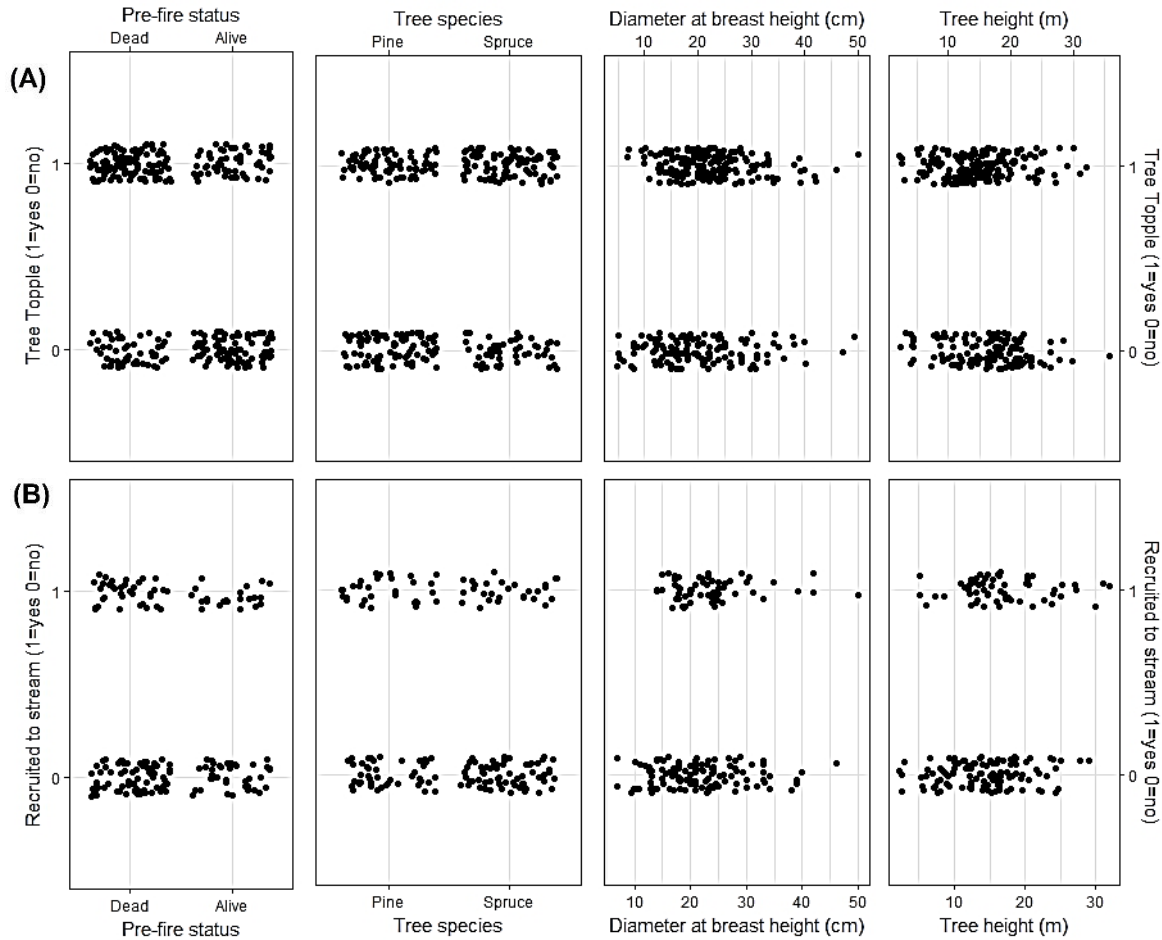 Pre-fire status
Tree species
Diameter at breast height (cm)
Tree height (m)
Dead Alive
Pine Spruce
10 20 30 40 50
10 20 30
(A)
Tree Topple (1=yes 0=no)
1
0
1
0
Tree Topple (1=yes 0=no)
(B)
Recruited to stream (1=yes 0=no)
1
0
1
0
Recruited to stream (1=yes 0=no)
Dead Alive
Pine Spruce
10 20 30 40 50
10 20 30
Pre-fire status
Tree species
Diameter at breast height (cm)
Tree height (m)